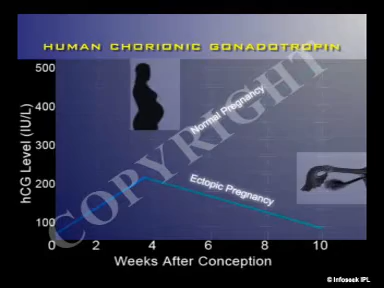 HUMAN CHORIONIC GONADOTROPIN
500
400
300
200
100
hCG Level (IU/L)
COPYRIGHT
Normal Pregnancy
Ectopic Pregnancy
0 2 4 6 8 10
Weeks After Conception
© Infoseek IPL